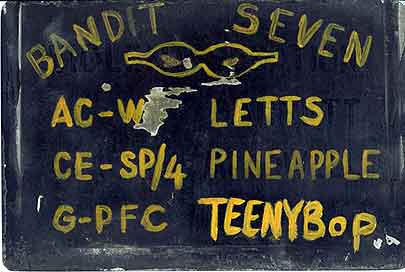 BANDIT SEVEN
AC-W LETTS
CE-SP/4 PINEAPPLE
G-PFC TEENYBOP